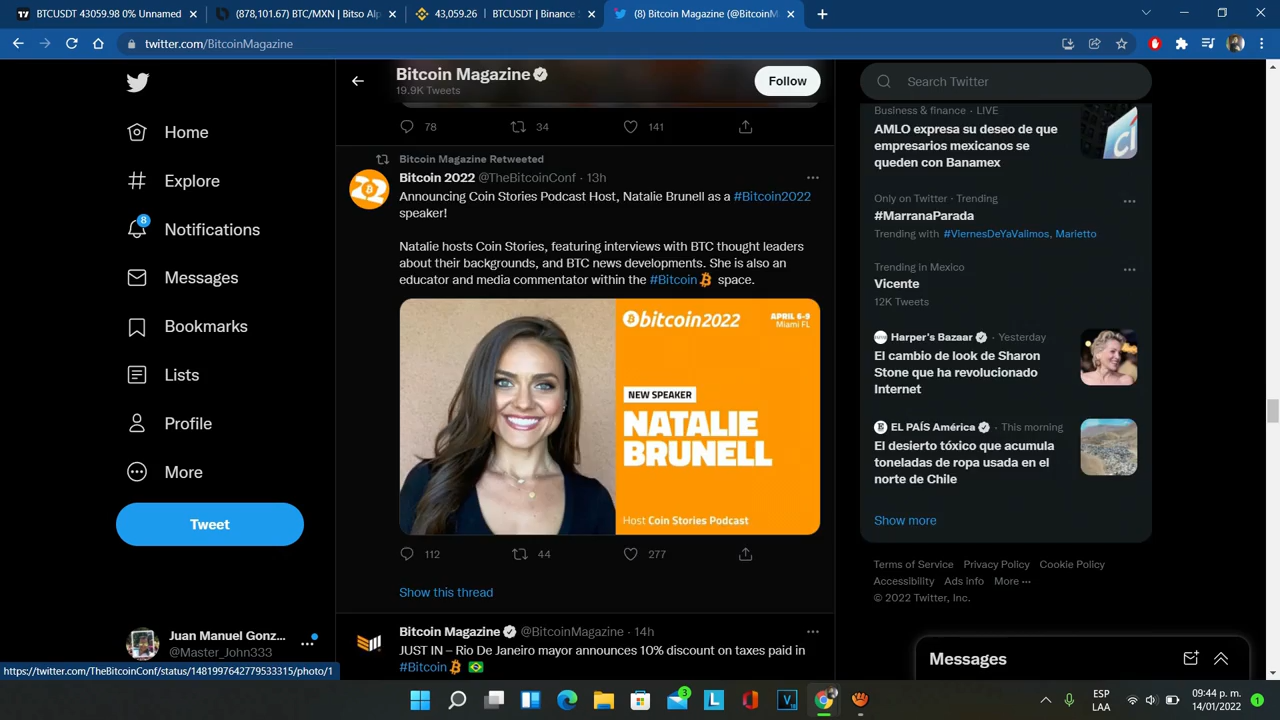 BTCUSDT 43059.98 0% Unnamed
(878,101.67) BTC/MXN | Bitso Al
43,059.26 | BTCUSDT | Binance
(8) Bitcoin Magazine (@BitcoinM
twitter.com/BitcoinMagazine
Home
Explore
8
Notifications
Messages
Bookmarks
Lists
Profile
More
Tweet
Juan Manuel Gonz...
@Master_John333
https://twitter.com/TheBitcoinConf/status/1481997642779533315/photo/1
Bitcoin Magazine
19.9K Tweets
Follow
78 34 141
Bitcoin Magazine Retweeted
Bitcoin 2022 @TheBitcoinConf · 13h
Announcing Coin Stories Podcast Host, Natalie Brunell as a #Bitcoin2022
speaker!
Natalie hosts Coin Stories, featuring interviews with BTC thought leaders
about their backgrounds, and BTC news developments. She is also an
educator and media commentator within the #Bitcoin space.
bitcoin2022
APRIL 6-9
Miami FL
NEW SPEAKER
NATALIE
BRUNELL
Host Coin Stories Podcast
112 44 277
Show this thread
Bitcoin Magazine @BitcoinMagazine · 14h
JUST IN – Rio De Janeiro mayor announces 10% discount on taxes paid in
#Bitcoin
Search Twitter
Business & finance · LIVE
AMLO expresa su deseo de que
empresarios mexicanos se
queden con Banamex
Only on Twitter · Trending
#MarranaParada
Trending with #ViernesDeYaValimos, Marietto
Trending in Mexico
Vicente
12K Tweets
Harper's Bazaar · Yesterday
El cambio de look de Sharon
Stone que ha revolucionado
Internet
EL PAÍS América · This morning
El desierto tóxico que acumula
toneladas de ropa usada en el
norte de Chile
Show more
Terms of Service Privacy Policy Cookie Policy
Accessibility Ads info More ···
© 2022 Twitter, Inc.
Messages
3
ESP
LAA
09:44 p. m.
14/01/2022
1